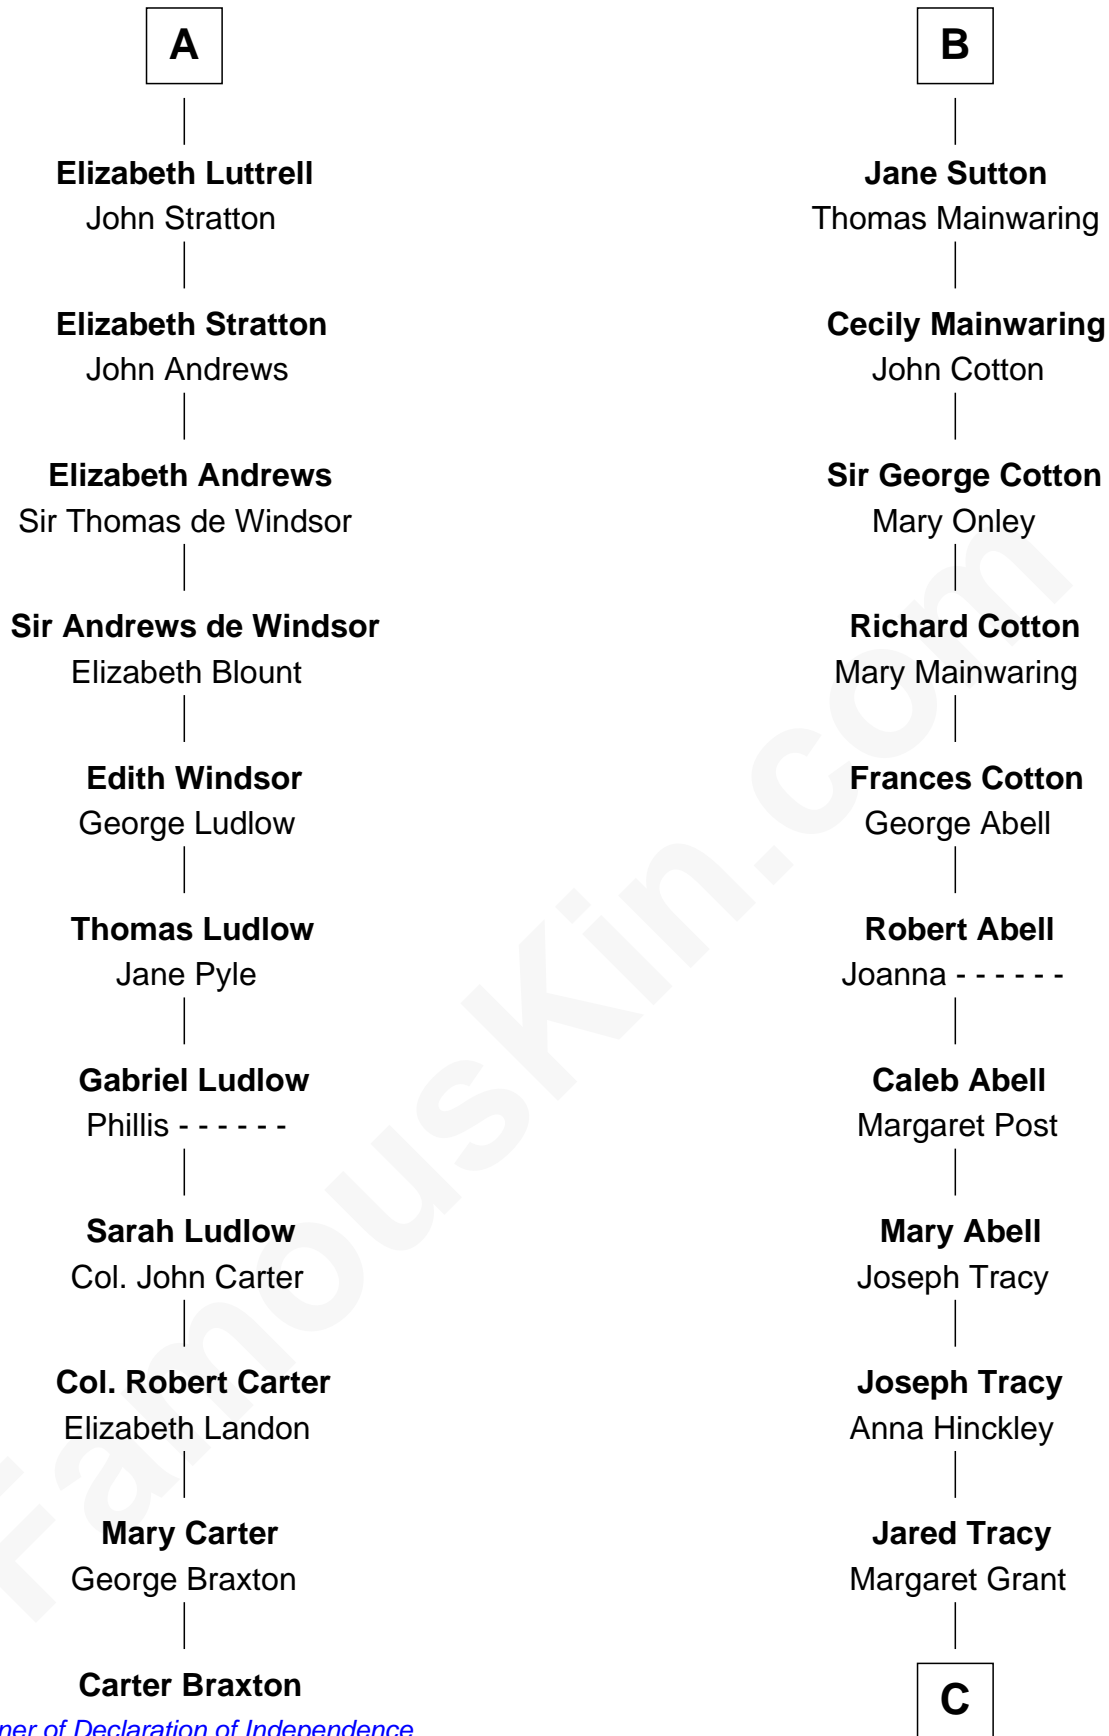 A
Elizabeth Luttrell
John Stratton
Elizabeth Stratton
John Andrews
Elizabeth Andrews
Sir Thomas de Windsor
Sir Andrews de Windsor
Elizabeth Blount
Edith Windsor
George Ludlow
Thomas Ludlow
Jane Pyle
Gabriel Ludlow
Phillis - - - - - -
Sarah Ludlow
Col. John Carter
Col. Robert Carter
Elizabeth Landon
Mary Carter
George Braxton
Carter Braxton
ner of Declaration of Independence
B
Jane Sutton
Thomas Mainwaring
Cecily Mainwaring
John Cotton
Sir George Cotton
Mary Onley
Richard Cotton
Mary Mainwaring
Frances Cotton
George Abell
Robert Abell
Joanna - - - - - -
Caleb Abell
Margaret Post
Mary Abell
Joseph Tracy
Joseph Tracy
Anna Hinckley
Jared Tracy
Margaret Grant
C
FamousKin.com